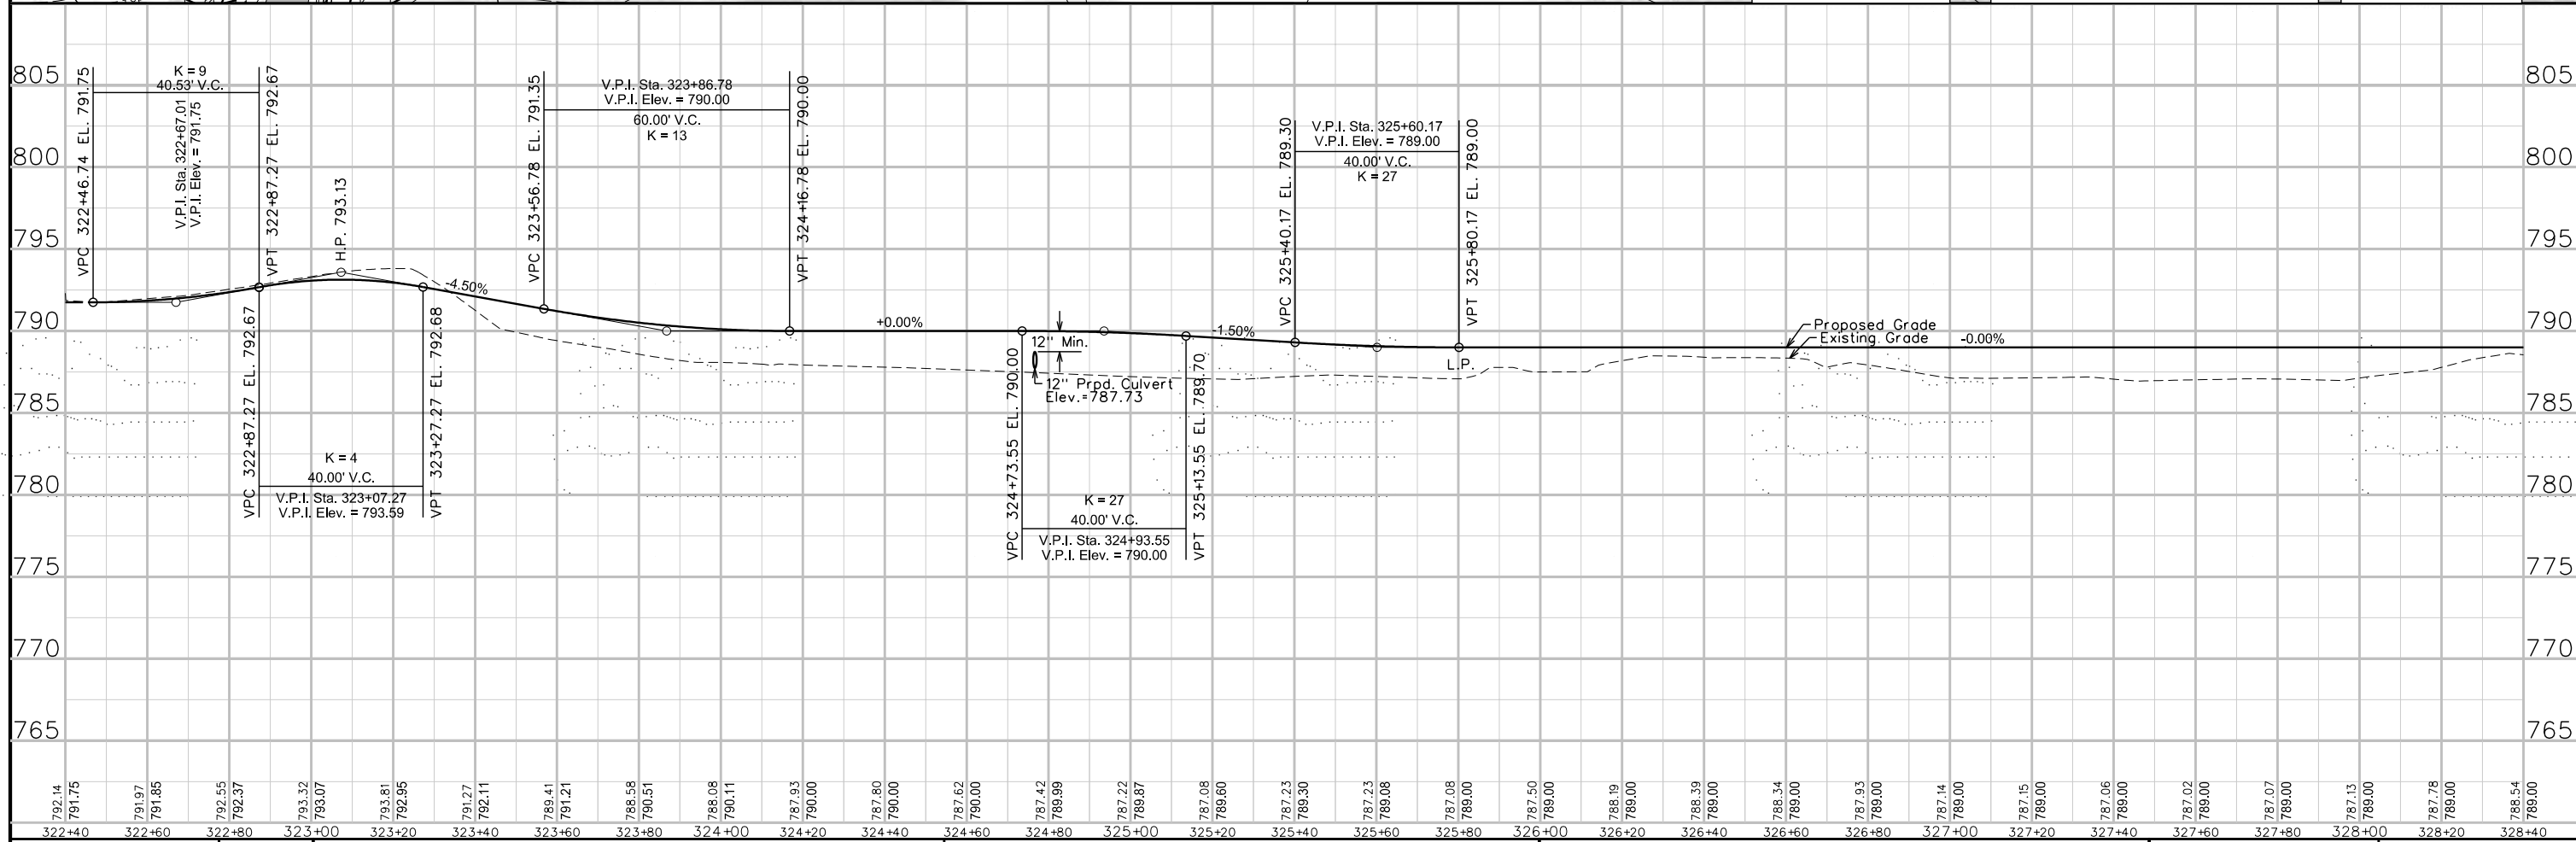 805
800
795
790
785
780
775
770
765
VPC 322+46.74 EL. 791.75
K = 9
40.53' V.C.
V.P.I. Sta. 322+67.01
V.P.I. Elev. = 791.75
VPT 322+87.27 EL. 792.67
H.P. 793.13
-4.50%
VPC 322+87.27 EL. 792.67
K = 4
40.00' V.C.
V.P.I. Sta. 323+07.27
V.P.I. Elev. = 793.59
VPT 323+27.27 EL. 792.68
VPC 323+56.78 EL. 791.35
V.P.I. Sta. 323+86.78
V.P.I. Elev. = 790.00
60.00' V.C.
K = 13
VPT 324+16.78 EL. 790.00
+0.00%
VPC 324+73.55 EL. 790.00
12" Min.
12" Prpd. Culvert
Elev.=787.73
K = 27
40.00' V.C.
V.P.I. Sta. 324+93.55
V.P.I. Elev. = 790.00
VPT 325+13.55 EL. 789.70
-1.50%
VPC 325+40.17 EL. 789.30
V.P.I. Sta. 325+60.17
V.P.I. Elev. = 789.00
40.00' V.C.
K = 27
VPT 325+80.17 EL. 789.00
L.P.
Proposed Grade
Existing Grade
-0.00%
805
800
795
790
785
780
775
770
765
792.14 791.97 792.55 793.32 793.81 791.27 789.41 788.58 788.08 787.93 787.80 787.62 787.42 787.22 787.08 787.23 787.23 787.08 787.50 788.19 788.39 788.34 787.93 787.14 787.15 787.06 787.02 787.07 787.13 787.78 788.54
791.75 791.85 792.37 793.07 792.95 792.11 791.21 790.51 790.11 790.00 790.00 790.00 789.99 789.87 789.60 789.30 789.08 789.00 789.00 789.00 789.00 789.00 789.00 789.00 789.00 789.00 789.00 789.00 789.00 789.00 789.00
322+40 322+60 322+80 323+00 323+20 323+40 323+60 323+80 324+00 324+20 324+40 324+60 324+80 325+00 325+20 325+40 325+60 325+80 326+00 326+20 326+40 326+60 326+80 327+00 327+20 327+40 327+60 327+80 328+00 328+20 328+40